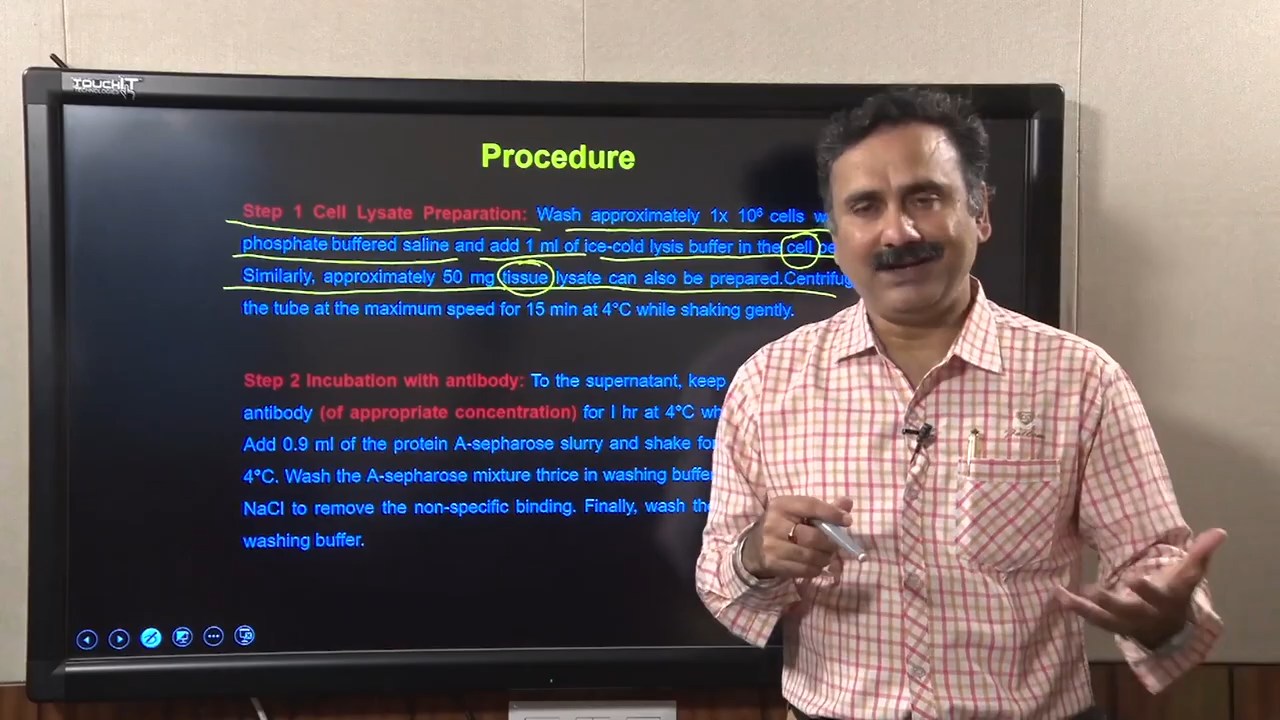 TOUCHIT
TECHNOLOGIES
Procedure
Step 1 Cell Lysate Preparation: Wash approximately 1x 10⁶ cells
phosphate buffered saline and add 1 ml of ice-cold lysis buffer in the cell
Similarly, approximately 50 mg tissue lysate can also be prepared.Centrifug
the tube at the maximum speed for 15 min at 4°C while shaking gently.
Step 2 Incubation with antibody: To the supernatant, keep
antibody (of appropriate concentration) for I hr at 4°C
Add 0.9 ml of the protein A-sepharose slurry and shake
4°C. Wash the A-sepharose mixture thrice in washing buffer
NaCl to remove the non-specific binding. Finally, wash
washing buffer.